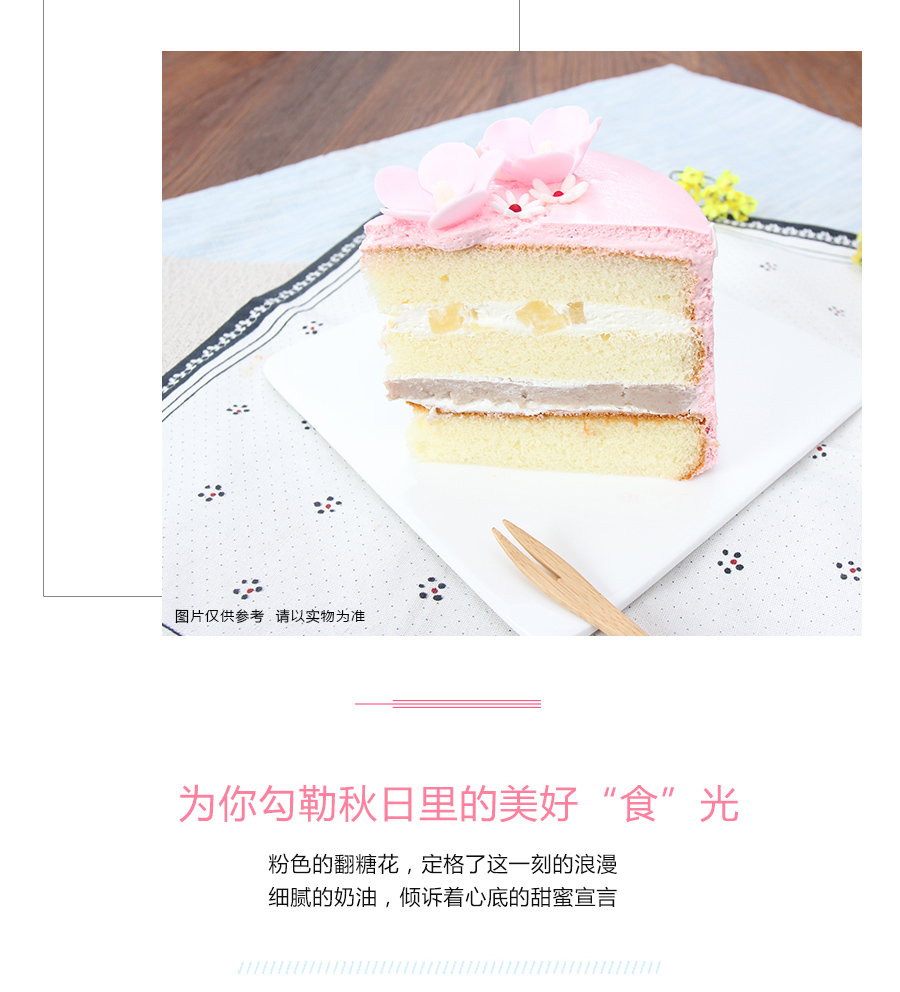 图片仅供参考 请以实物为准
为你勾勒秋日里的美好“食”光
粉色的翻糖花，定格了这一刻的浪漫
细腻的奶油，倾诉着心底的甜蜜宣言